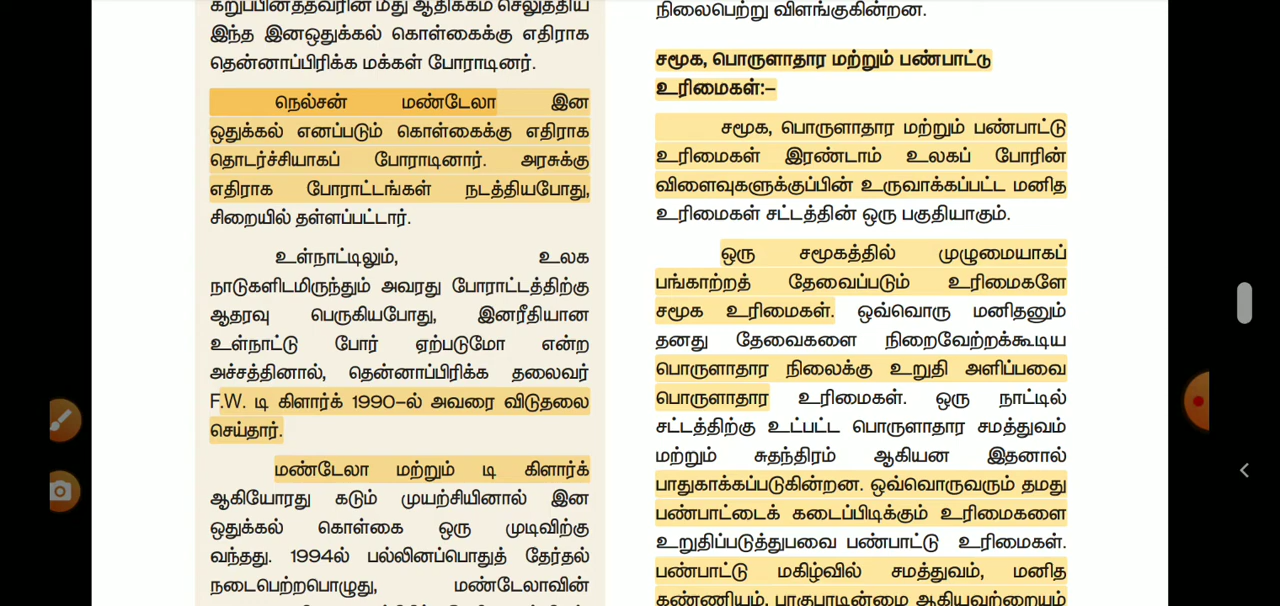 கறுப்பினத்தவரின் மீது ஆதிக்கம் செலுத்திய
இந்த இனஒதுக்கல் கொள்கைக்கு எதிராக
தென்னாப்பிரிக்க மக்கள் போராடினர்.
நெல்சன் மண்டேலா இன
ஒதுக்கல் எனப்படும் கொள்கைக்கு எதிராக
தொடர்ச்சியாகப் போராடினார். அரசுக்கு
எதிராக போராட்டங்கள் நடத்தியபோது,
சிறையில் தள்ளப்பட்டார்.
உள்நாட்டிலும், உலக
நாடுகளிடமிருந்தும் அவரது போராட்டத்திற்கு
ஆதரவு பெருகியபோது, இனரீதியான
உள்நாட்டு போர் ஏற்படுமோ என்ற
அச்சத்தினால், தென்னாப்பிரிக்க தலைவர்
F.W. டி கிளார்க் 1990–ல் அவரை விடுதலை
செய்தார்.
மண்டேலா மற்றும் டி கிளார்க்
ஆகியோரது கடும் முயற்சியினால் இன
ஒதுக்கல் கொள்கை ஒரு முடிவிற்கு
வந்தது. 1994ல் பல்லினப்பொதுத் தேர்தல்
நடைபெற்றபொழுது, மண்டேலாவின்
நிலைபெற்று விளங்குகின்றன.
சமூக, பொருளாதார மற்றும் பண்பாட்டு
உரிமைகள்:–
சமூக, பொருளாதார மற்றும் பண்பாட்டு
உரிமைகள் இரண்டாம் உலகப் போரின்
விளைவுகளுக்குப்பின் உருவாக்கப்பட்ட மனித
உரிமைகள் சட்டத்தின் ஒரு பகுதியாகும்.
ஒரு சமூகத்தில் முழுமையாகப்
பங்காற்றத் தேவைப்படும் உரிமைகளே
சமூக உரிமைகள். ஒவ்வொரு மனிதனும்
தனது தேவைகளை நிறைவேற்றக்கூடிய
பொருளாதார நிலைக்கு உறுதி அளிப்பவை
பொருளாதார உரிமைகள். ஒரு நாட்டில்
சட்டத்திற்கு உட்பட்ட பொருளாதார சமத்துவம்
மற்றும் சுதந்திரம் ஆகியன இதனால்
பாதுகாக்கப்படுகின்றன. ஒவ்வொருவரும் தமது
பண்பாட்டைக் கடைப்பிடிக்கும் உரிமைகளை
உறுதிப்படுத்துபவை பண்பாட்டு உரிமைகள்.
பண்பாட்டு மகிழ்வில் சமத்துவம், மனித
கண்ணியம், பாகுபாடின்மை ஆகியவற்றையும்